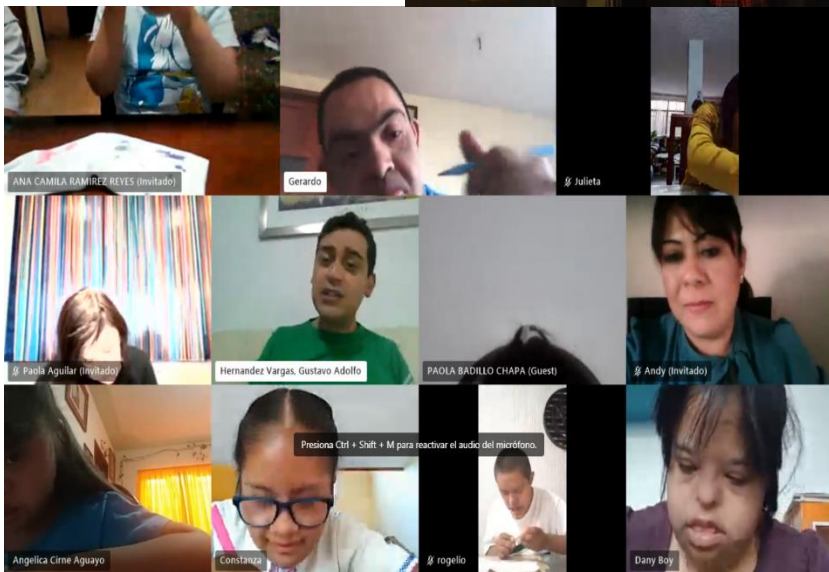 ANA CAMILA RAMIREZ REYES (Invitado)
Gerardo
Julieta
Paola Aguilar (Invitado)
Hernandez Vargas, Gustavo Adolfo
PAOLA BADILLO CHAPA (Guest)
Andy (Invitado)
Presiona Ctrl + Shift + M para reactivar el audio del micrófono.
Angelica Cirne Aguayo
Constanza
rogelio
Dany Boy